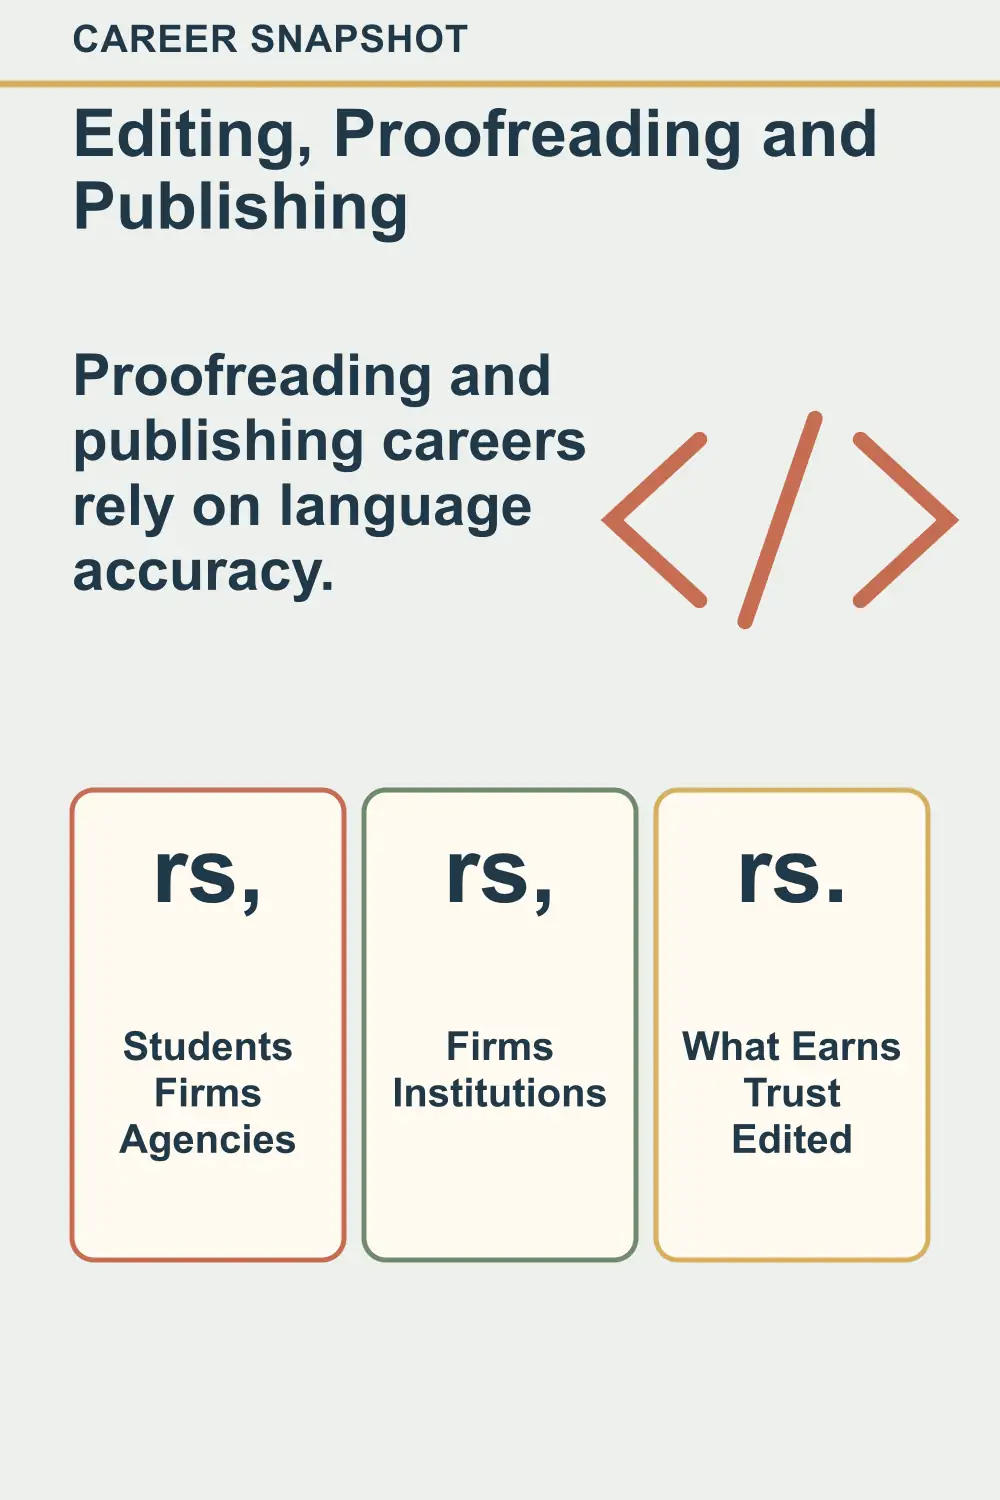 CAREER SNAPSHOT
Editing, Proofreading and
Publishing
Proofreading and
publishing careers
rely on language
accuracy.
rs,
Students
Firms
Agencies
rs,
Firms
Institutions
rs.
What Earns
Trust
Edited